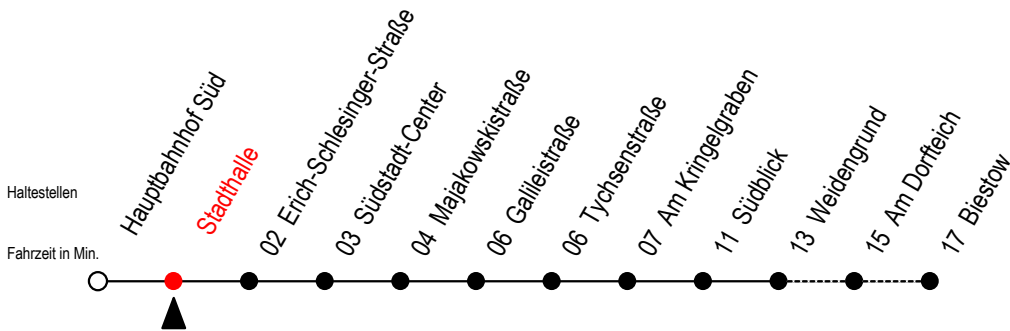 Haltestellen
Fahrzeit in Min.
Hauptbahnhof Süd
Stadthalle
02 Erich-Schlesinger-Straße
03 Südstadt-Center
04 Majakowskistraße
06 Galileistraße
06 Tychsenstraße
07 Am Kringelgraben
11 Südblick
13 Weidengrund
15 Am Dorfteich
17 Biestow